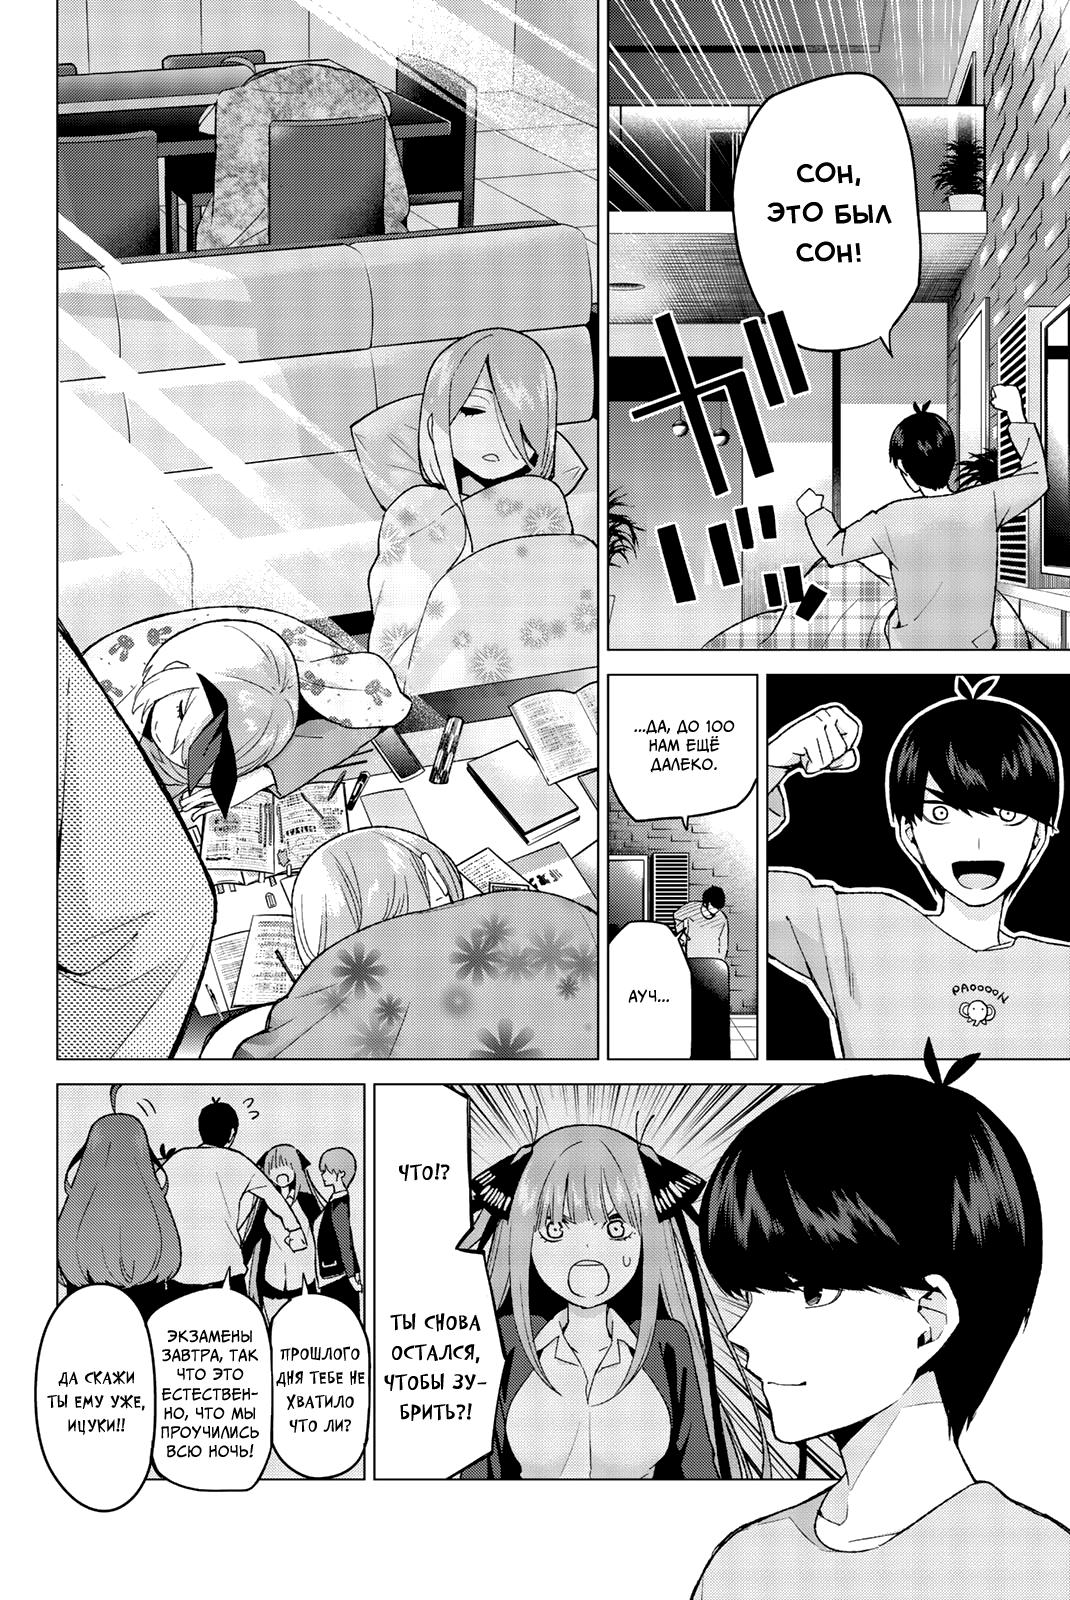 СОН,
ЭТО БЫЛ
СОН!
ガ
バ
...ДА, ДО 100
НАМ ЕЩЁ
ДАЛЕКО.
АУЧ...
PAOOOON
ЧТО!?
ТЫ СНОВА
ОСТАЛСЯ,
ЧТОБЫ ЗУ-
БРИТЬ?!
ПРОШЛОГО
ДНЯ ТЕБЕ НЕ
ХВАТИЛО
ЧТО ЛИ?
ЭКЗАМЕНЫ
ЗАВТРА, ТАК
ЧТО ЭТО
ЕСТЕСТВЕН-
НО, ЧТО МЫ
ПРОУЧИЛИСЬ
ВСЮ НОЧЬ!
ДА СКАЖИ
ТЫ ЕМУ УЖЕ,
ИЦУКИ!!